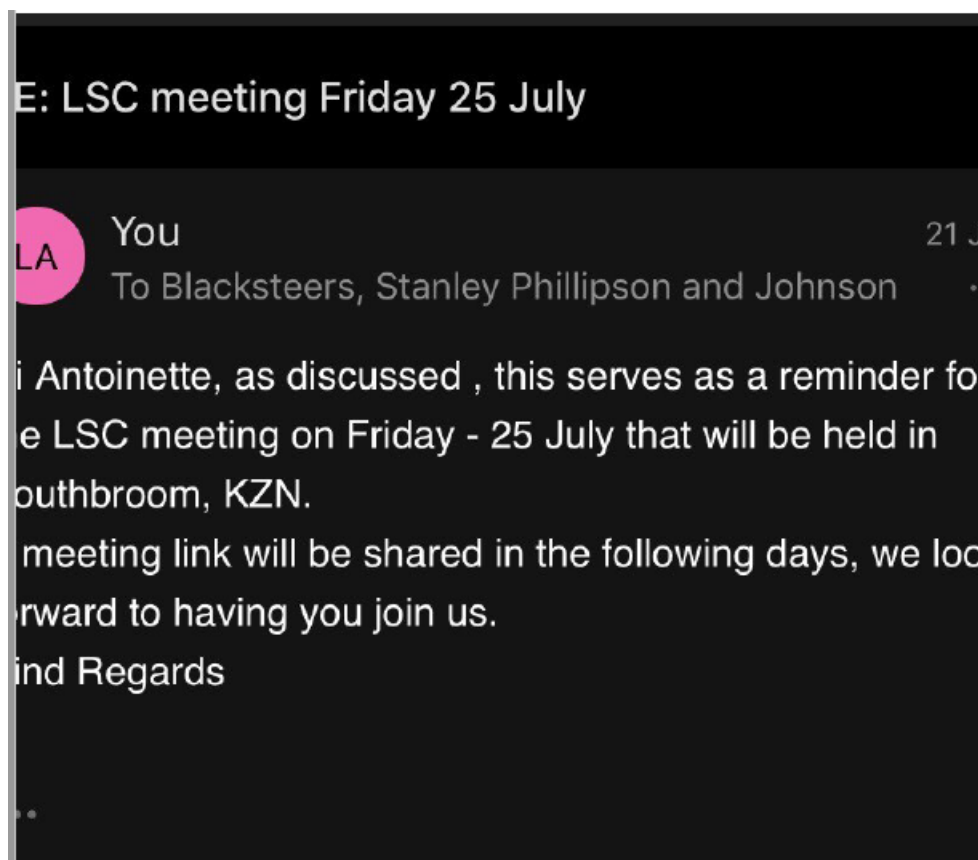 E: LSC meeting Friday 25 July
LA
You
21 J
To Blacksteers, Stanley Phillipson and Johnson
i Antoinette, as discussed , this serves as a reminder fo
e LSC meeting on Friday - 25 July that will be held in
outhbroom, KZN.
meeting link will be shared in the following days, we loo
rward to having you join us.
ind Regards